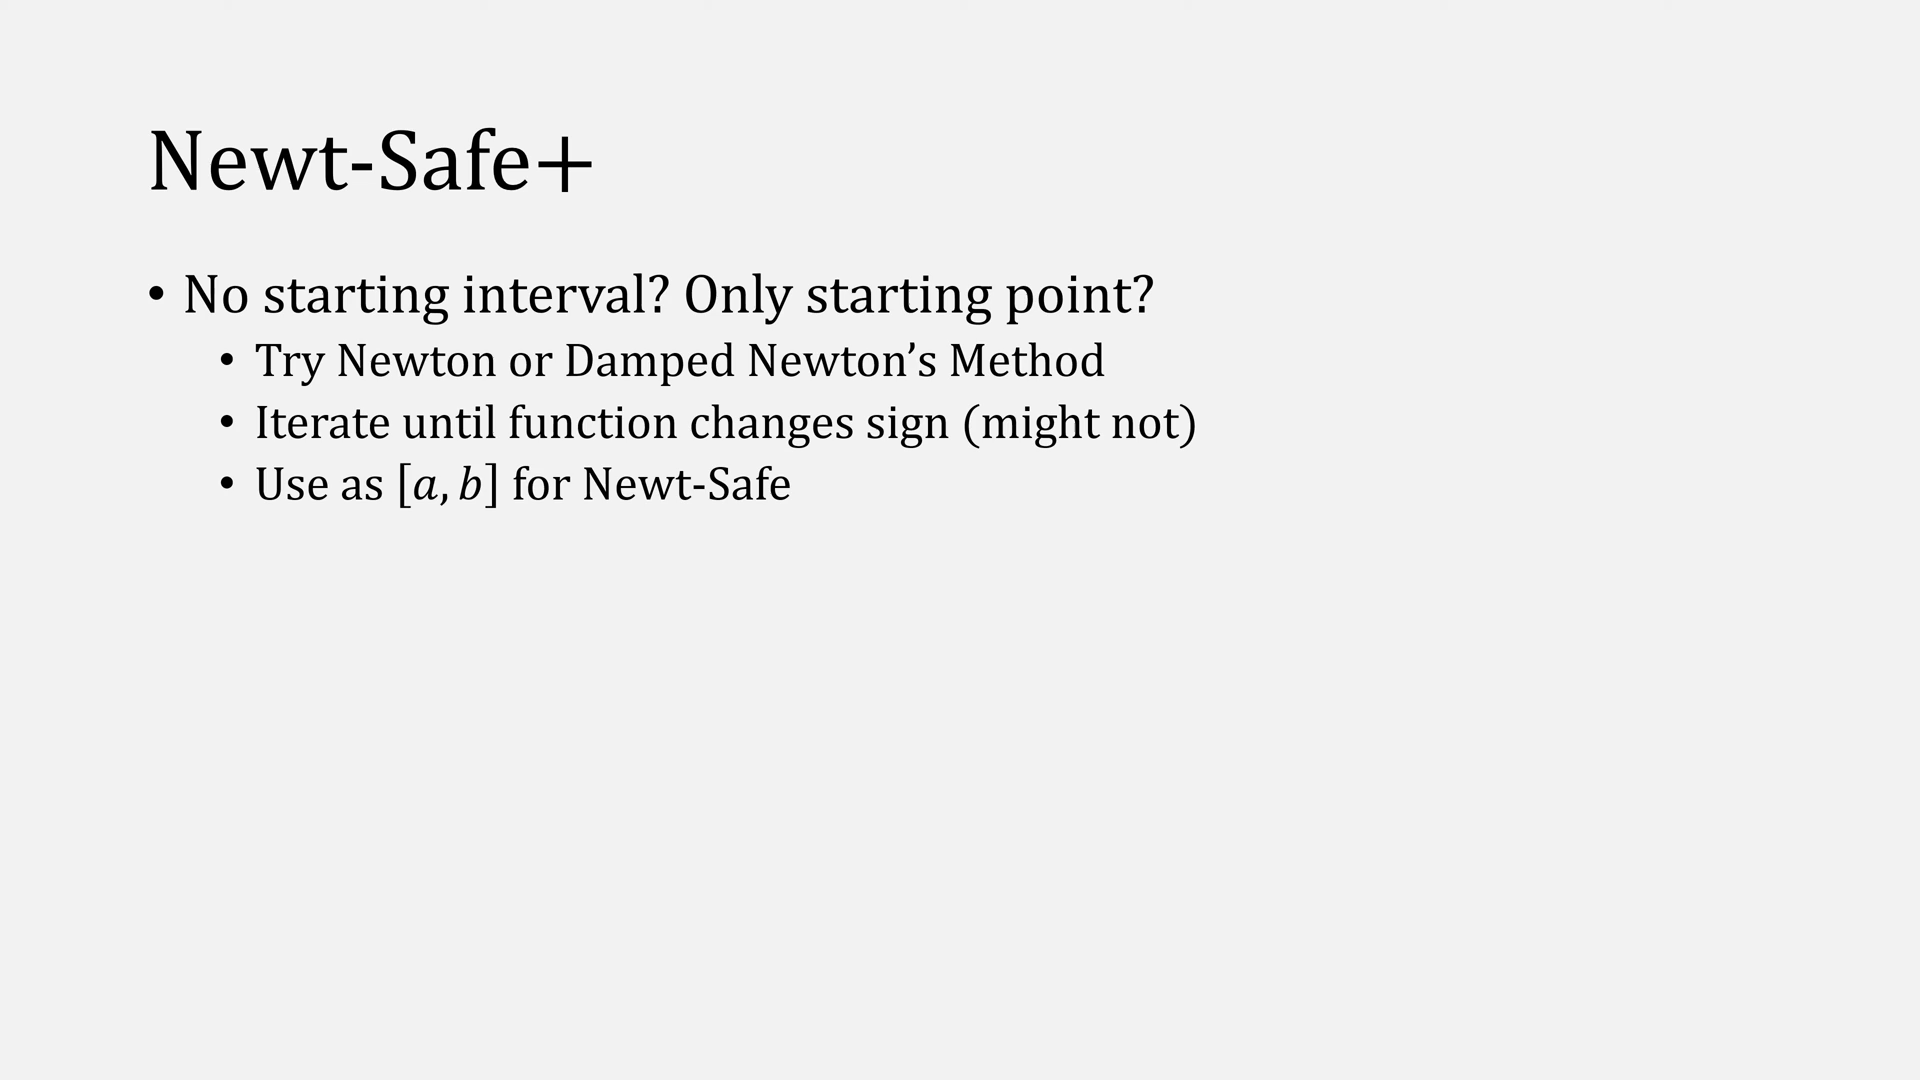 Newt-Safe+
• No starting interval? Only starting point?
• Try Newton or Damped Newton’s Method
• Iterate until function changes sign (might not)
• Use as [a, b] for Newt-Safe